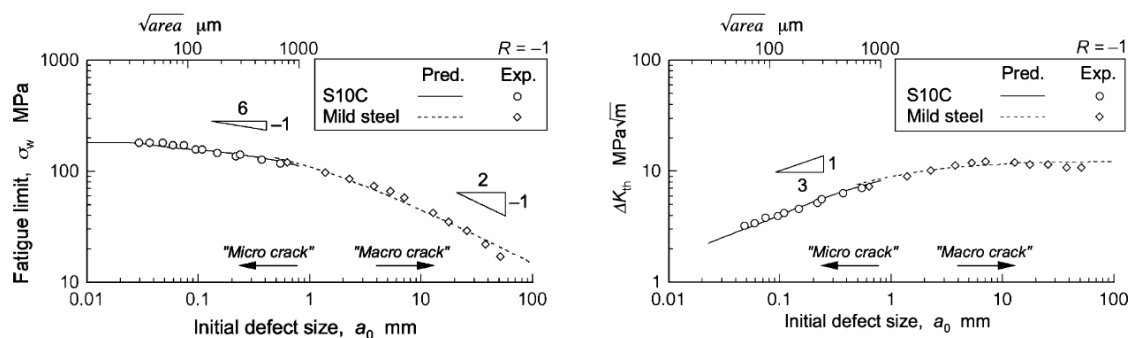 √area μm
100 1000 R = −1
1000
Pred. Exp.
S10C
Mild steel
6
−1
100
2
−1
Fatigue limit, σw MPa
"Micro crack" "Macro crack"
10
0.01 0.1 1 10 100
Initial defect size, a0 mm
√area μm
100 1000 R = −1
100
Pred. Exp.
S10C
Mild steel
1
3
10
ΔKth MPa√m
"Micro crack" "Macro crack"
1
0.01 0.1 1 10 100
Initial defect size, a0 mm